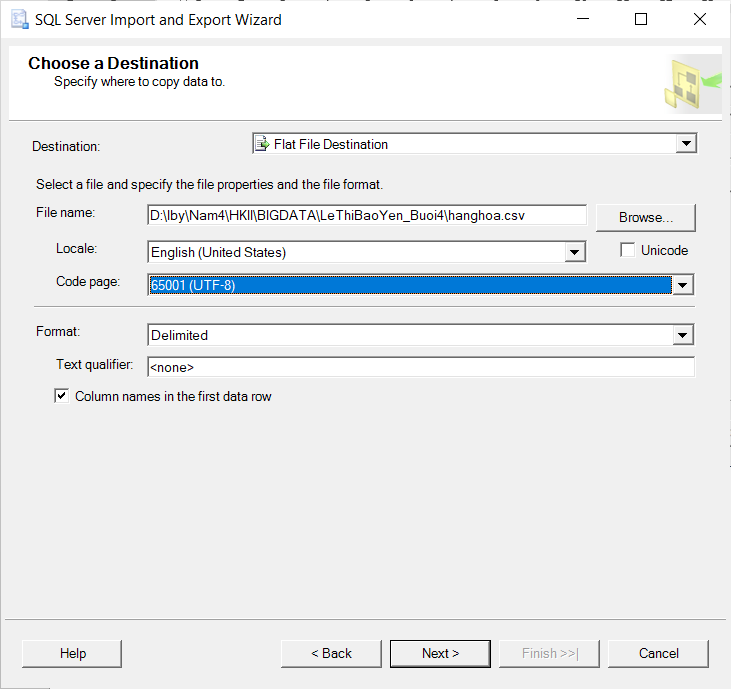 SQL Server Import and Export Wizard
Choose a Destination
Specify where to copy data to.
Destination: Flat File Destination
Select a file and specify the file properties and the file format.
File name: D:\lby\Nam4\HKII\BIGDATA\LeThiBaoYen_Buoi4\hanghoa.csv Browse...
Locale: English (United States) Unicode
Code page: 65001 (UTF-8)
Format: Delimited
Text qualifier: <none>
Column names in the first data row
Help < Back Next > Finish >>| Cancel